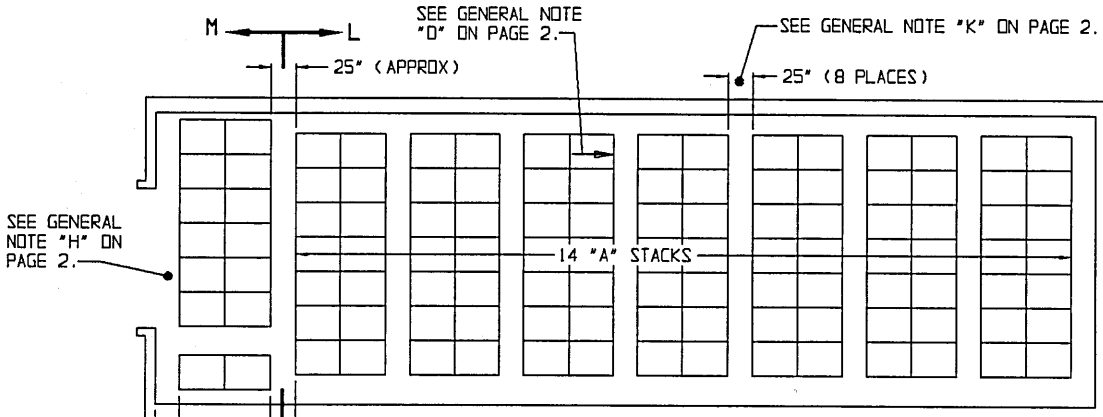 SEE GENERAL NOTE
"D" ON PAGE 2.
M L
SEE GENERAL NOTE "K" ON PAGE 2.
25" (APPROX)
25" (8 PLACES)
SEE GENERAL
NOTE "H" ON
PAGE 2.
14 "A" STACKS